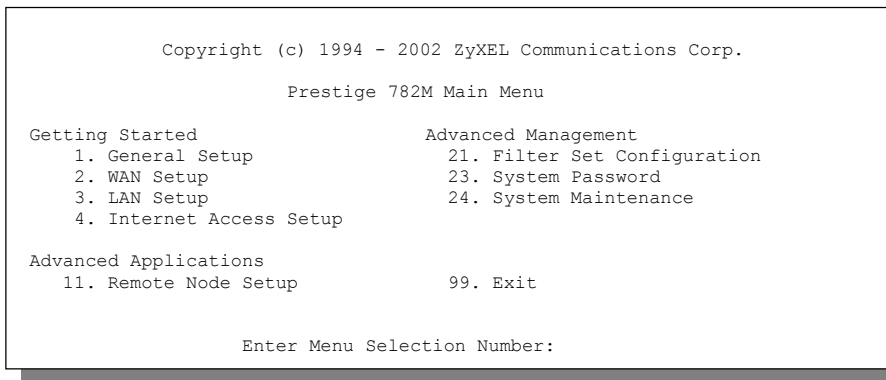 Copyright (c) 1994 - 2002 ZyXEL Communications Corp.
Prestige 782M Main Menu
Getting Started Advanced Management
1. General Setup 21. Filter Set Configuration
2. WAN Setup 23. System Password
3. LAN Setup 24. System Maintenance
4. Internet Access Setup
Advanced Applications
11. Remote Node Setup 99. Exit
Enter Menu Selection Number: